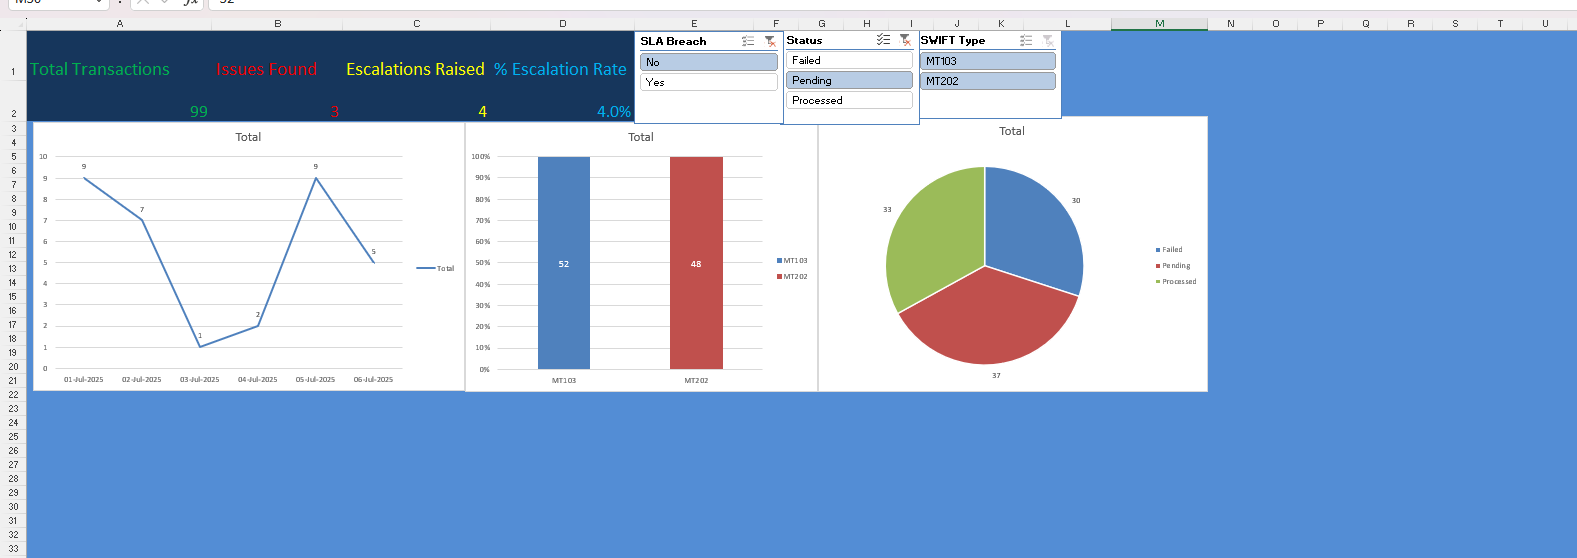 fx
A B C D E F G H I J K L M N O P Q R S T U
SLA Breach
No
Yes
Status
Failed
Pending
Processed
SWIFT Type
MT103
MT202
1
Total Transactions Issues Found Escalations Raised % Escalation Rate
2
99 3 4 4.0%
3
4
5
6
7
8
9
10
11
12
13
14
15
16
17
18
19
20
21
22
23
24
25
26
27
28
29
30
31
32
33
Total
10
9
8
7
6
5
4
3
2
1
0
9
7
1
2
9
5
01-Jul-2025 02-Jul-2025 03-Jul-2025 04-Jul-2025 05-Jul-2025 06-Jul-2025
Total
Total
100%
90%
80%
70%
60%
50%
40%
30%
20%
10%
0%
52 48
MT103 MT202
MT103
MT202
Total
30
33
37
Failed
Pending
Processed